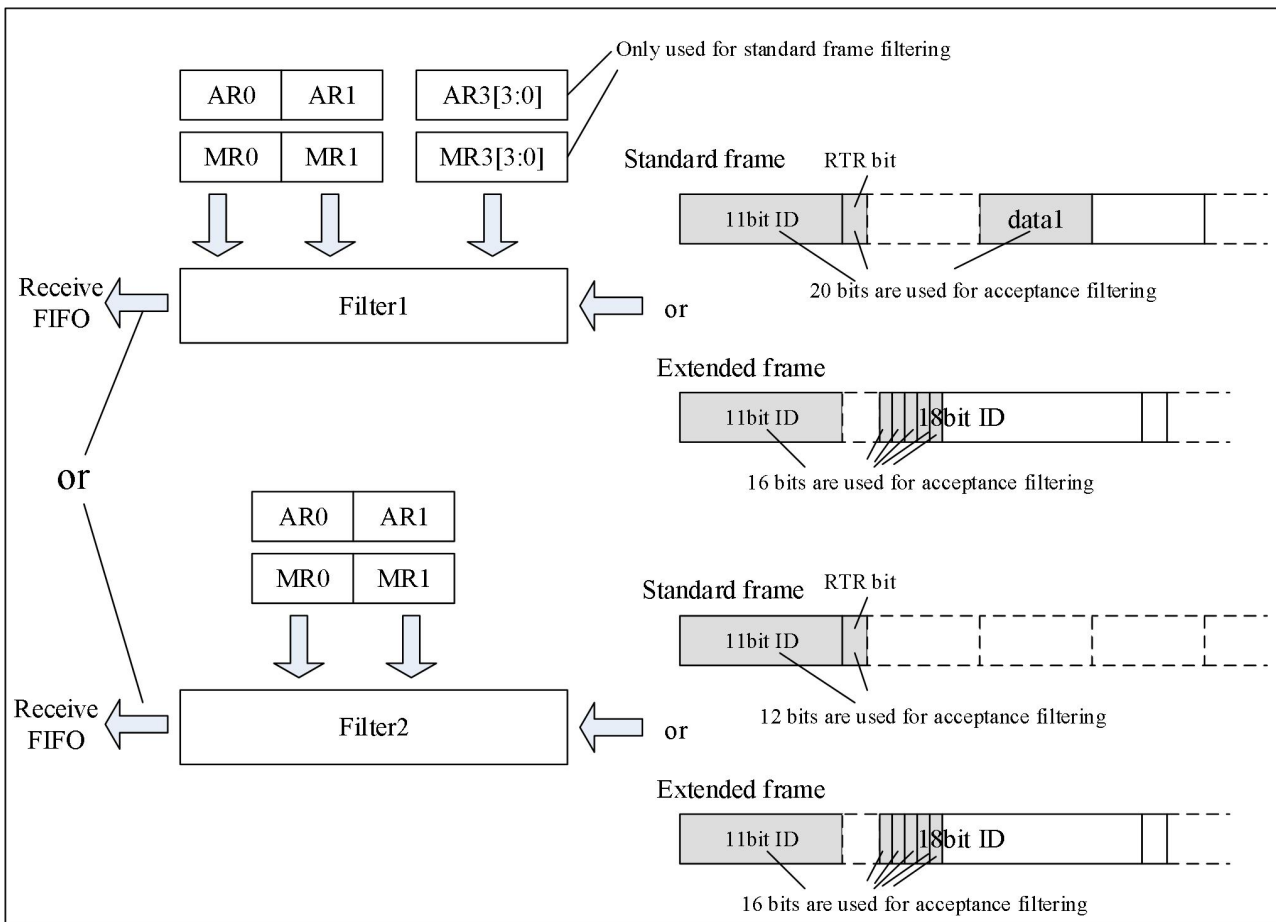 Only used for standard frame filtering
AR0 AR1 AR3[3:0]
MR0 MR1 MR3[3:0]
Standard frame
RTR bit
11bit ID
data1
20 bits are used for acceptance filtering
Receive
FIFO
Filter1
or
Extended frame
11bit ID
18bit ID
16 bits are used for acceptance filtering
or
AR0 AR1
MR0 MR1
Standard frame
RTR bit
11bit ID
12 bits are used for acceptance filtering
Receive
FIFO
Filter2
or
Extended frame
11bit ID
18bit ID
16 bits are used for acceptance filtering